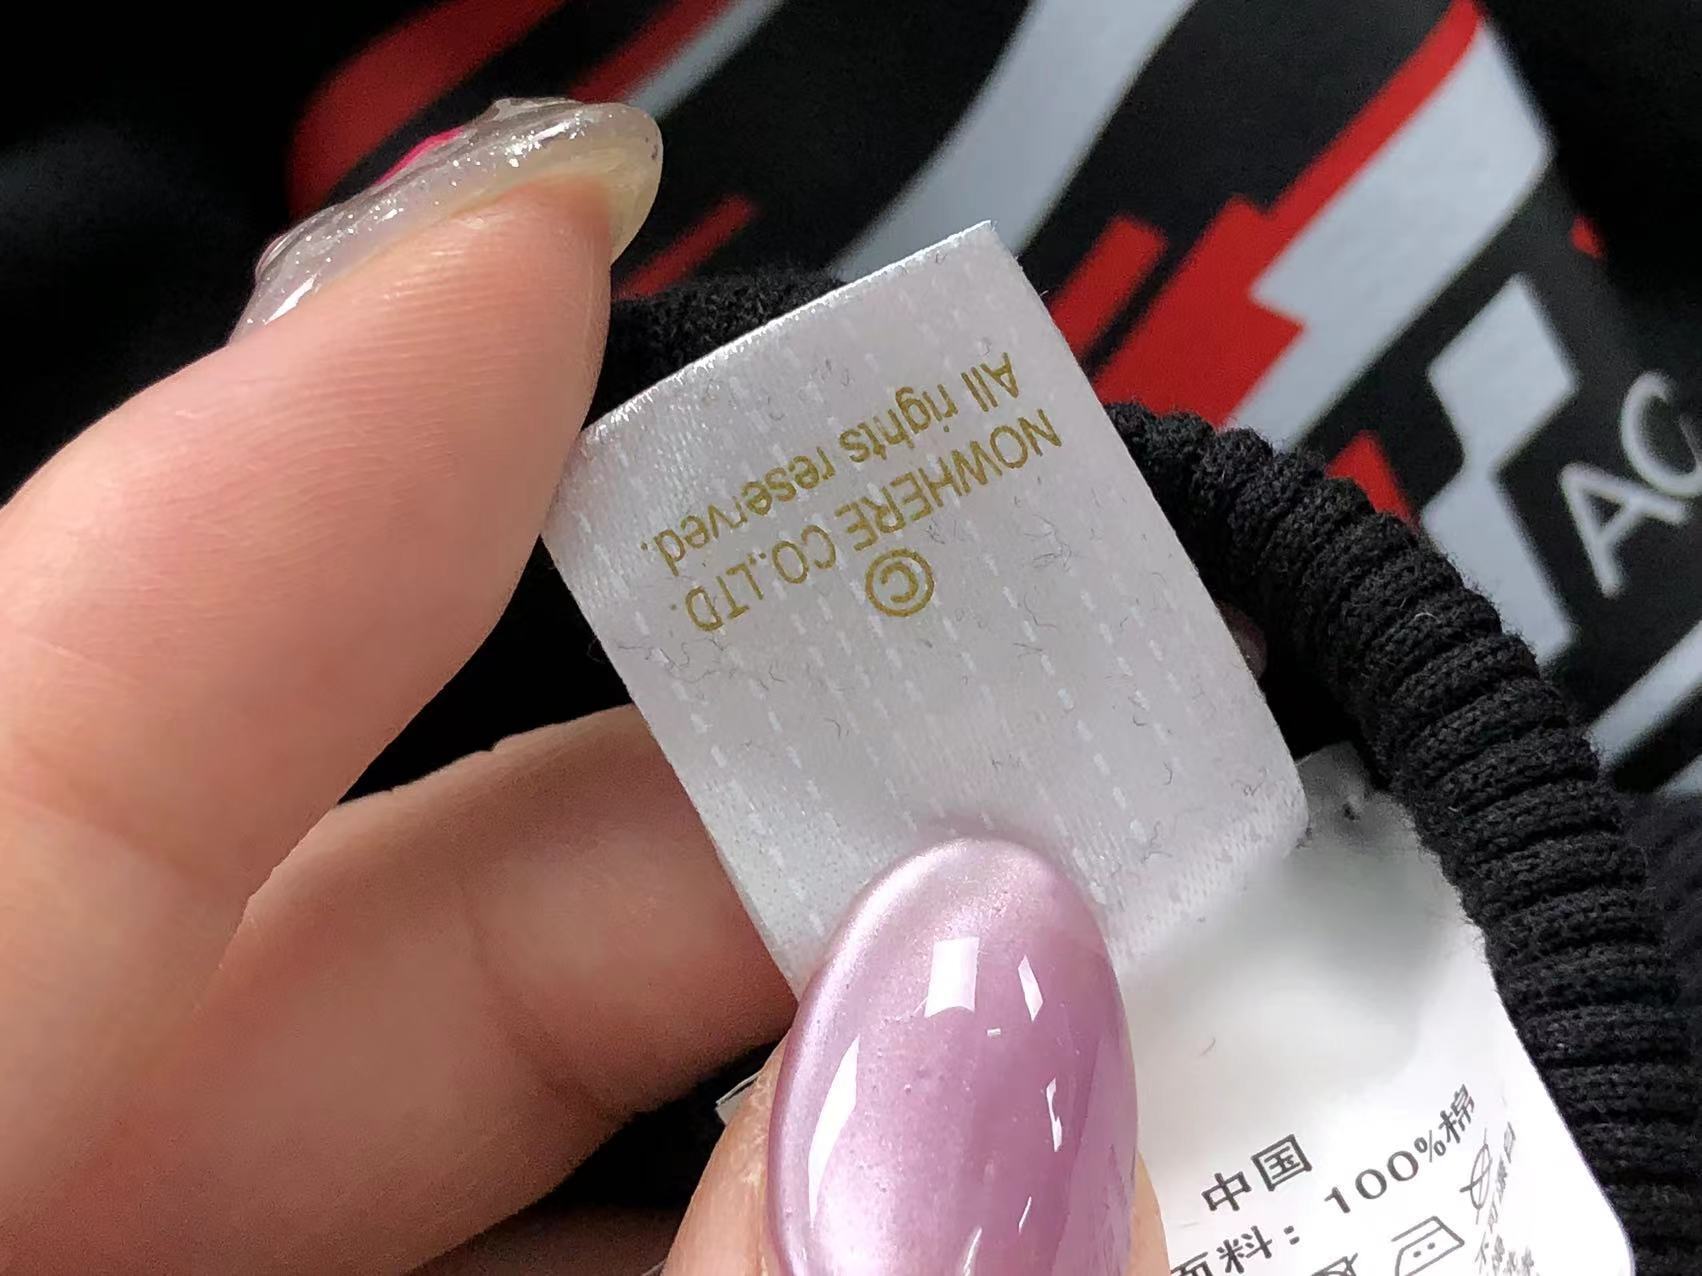 ©
NOWHERE CO.,LTD.
All rights reserved.
AC
中国
面料：100%棉